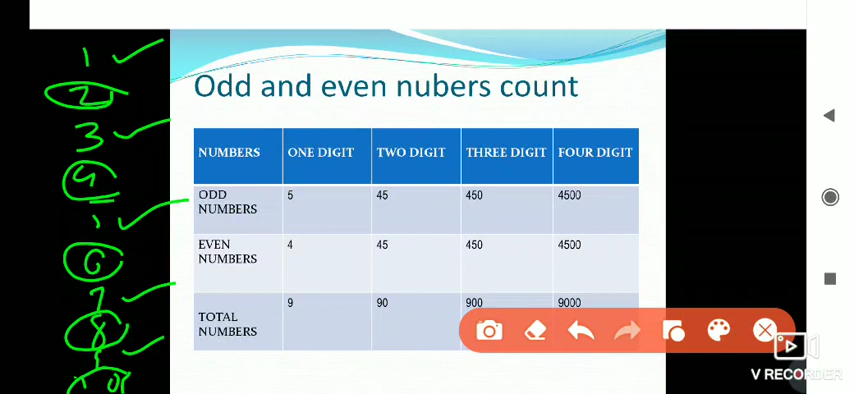 Odd and even nubers count
NUMBERS ONE DIGIT TWO DIGIT THREE DIGIT FOUR DIGIT
ODD NUMBERS 5 45 450 4500
EVEN NUMBERS 4 45 450 4500
TOTAL NUMBERS 9 90 900 9000
1
2
3
4
6
7
8
V RECORDER